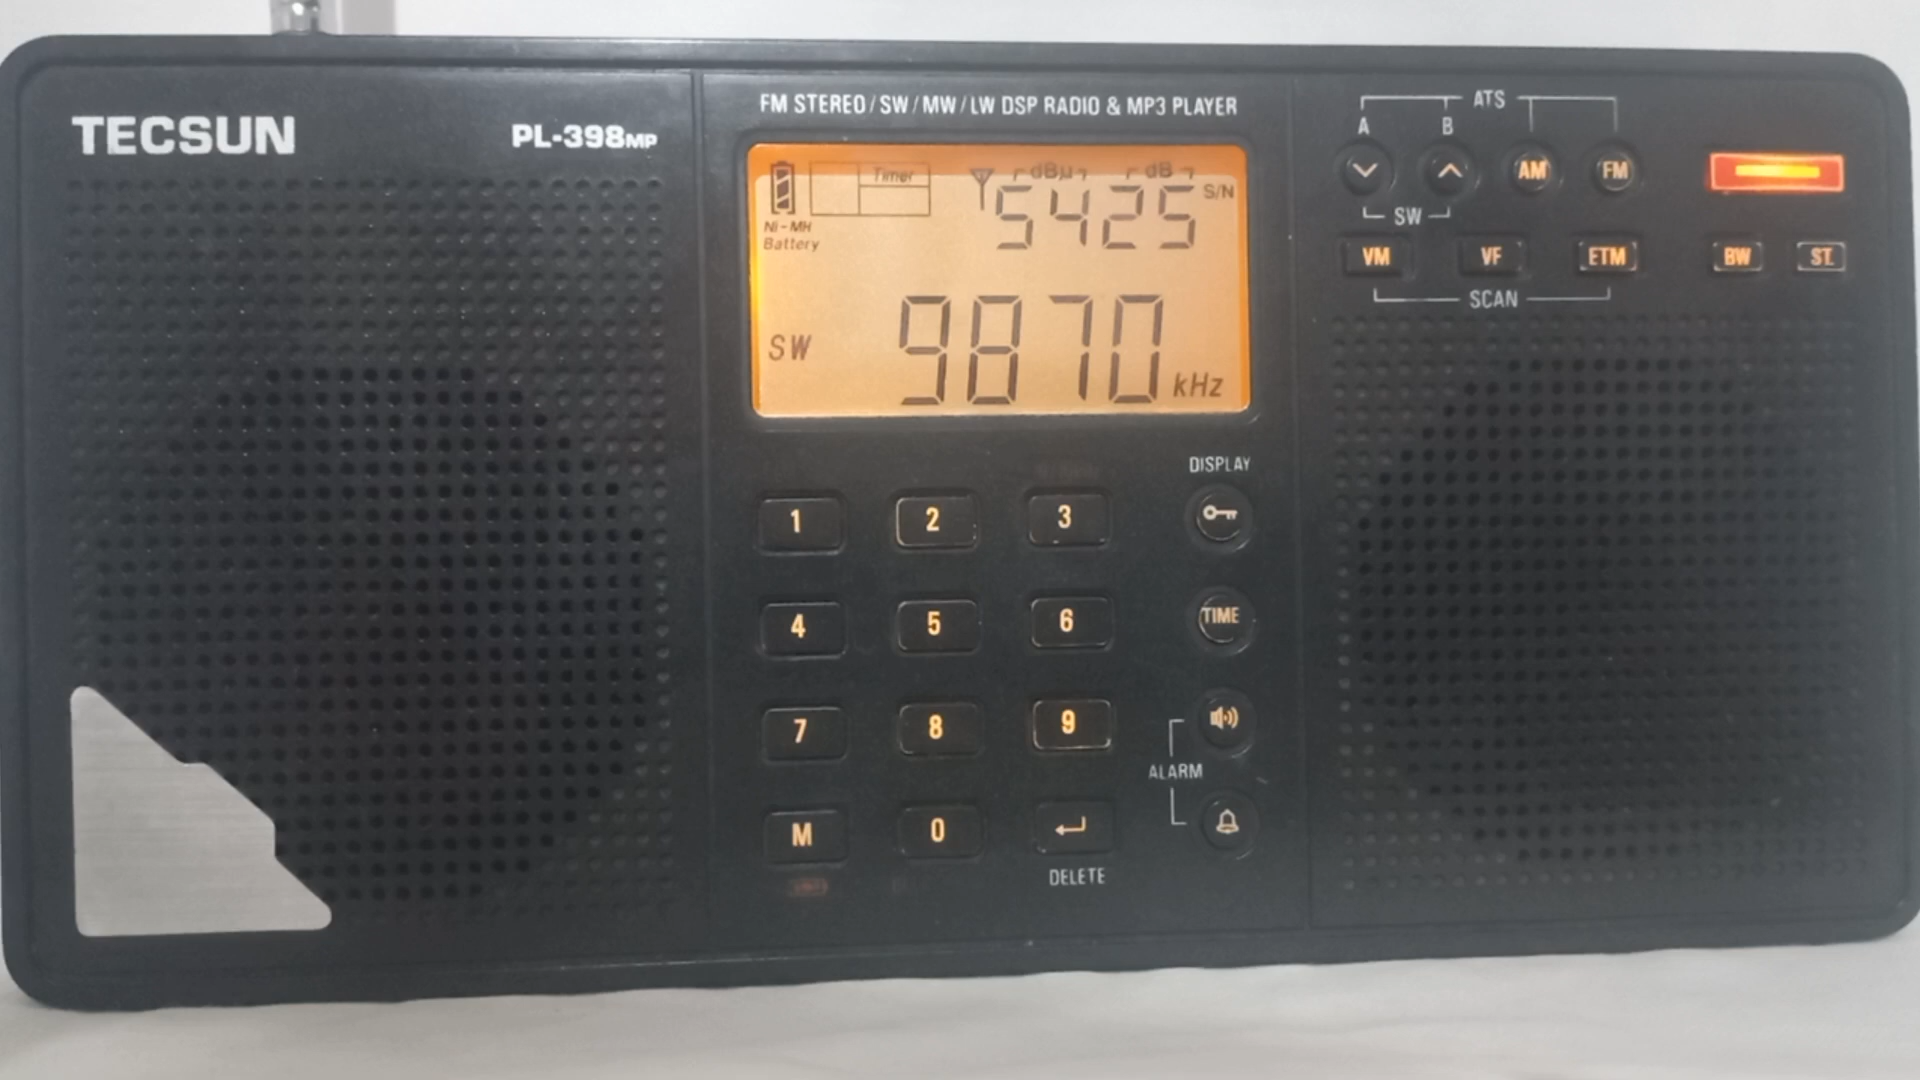 TECSUN
PL-398MP
FM STEREO/SW/MW/LW DSP RADIO & MP3 PLAYER
Timer
dBμ
dB
5425
S/N
Ni-MH
Battery
SW
9870
kHz
ATS
A
B
AM
FM
SW
VM
VF
ETM
BW
ST.
SCAN
DISPLAY
1
2
3
4
5
6
TIME
7
8
9
ALARM
M
0
DELETE